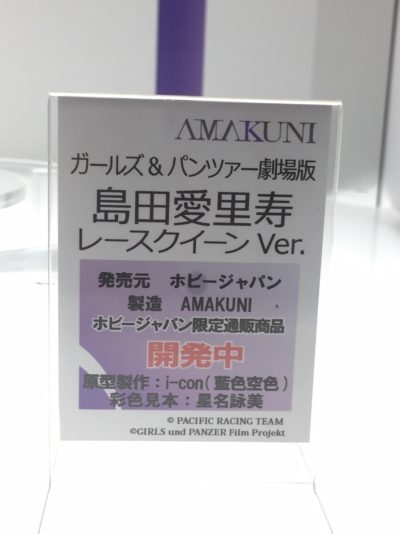 AMAKUNI
ガールズ&パンツァー劇場版
島田愛里寿
レースクイーン Ver.
発売元 ホビージャパン
製造 AMAKUNI
ホビージャパン限定通販商品
開発中
原型製作：i-con(藍色空色)
彩色見本：星名詠美
© PACIFIC RACING TEAM
©GIRLS und PANZER Film Projekt